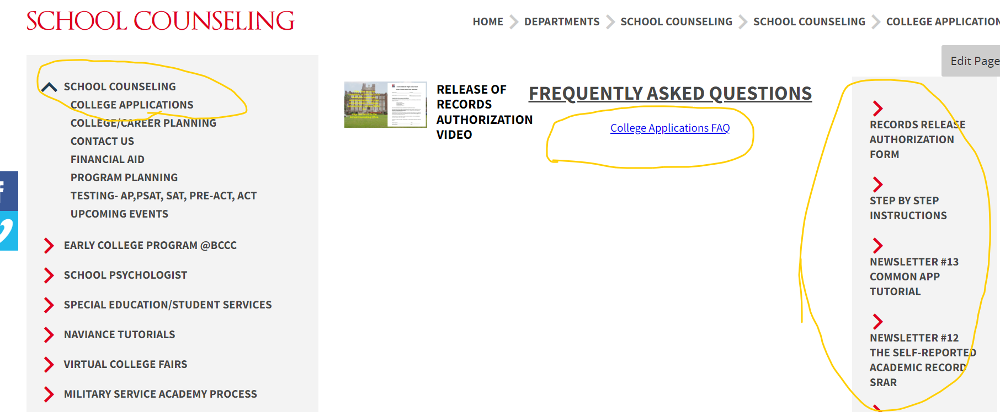 SCHOOL COUNSELING
HOME DEPARTMENTS SCHOOL COUNSELING SCHOOL COUNSELING COLLEGE APPLICATION
Edit Page
SCHOOL COUNSELING
COLLEGE APPLICATIONS
COLLEGE/CAREER PLANNING
CONTACT US
FINANCIAL AID
PROGRAM PLANNING
TESTING- AP,PSAT, SAT, PRE-ACT, ACT
UPCOMING EVENTS
EARLY COLLEGE PROGRAM @BCCC
SCHOOL PSYCHOLOGIST
SPECIAL EDUCATION/STUDENT SERVICES
NAVIANCE TUTORIALS
VIRTUAL COLLEGE FAIRS
MILITARY SERVICE ACADEMY PROCESS
RELEASE OF
RECORDS
AUTHORIZATION
VIDEO
FREQUENTLY ASKED QUESTIONS
College Applications FAQ
RECORDS RELEASE
AUTHORIZATION
FORM
STEP BY STEP
INSTRUCTIONS
NEWSLETTER #13
COMMON APP
TUTORIAL
NEWSLETTER #12
THE SELF-REPORTED
ACADEMIC RECORD
SRAR